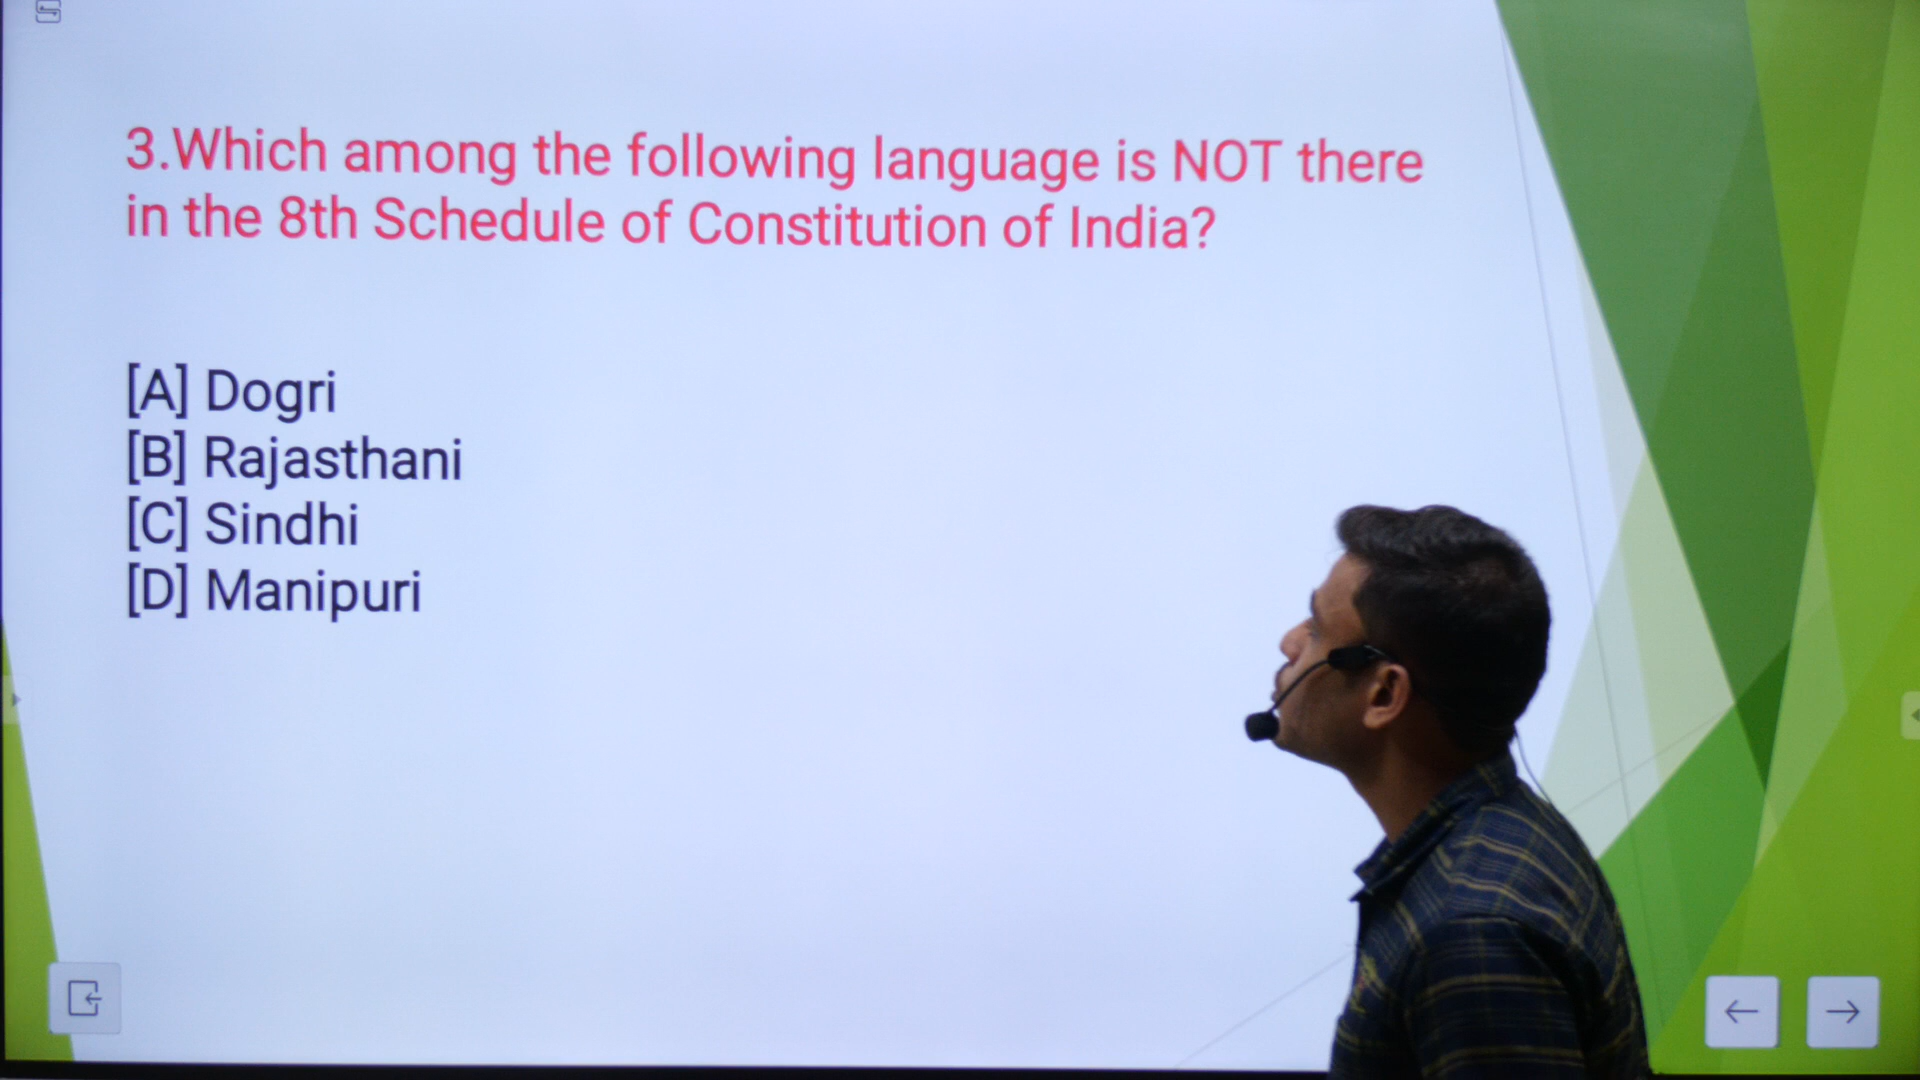 3.Which among the following language is NOT there
in the 8th Schedule of Constitution of India?
[A] Dogri
[B] Rajasthani
[C] Sindhi
[D] Manipuri